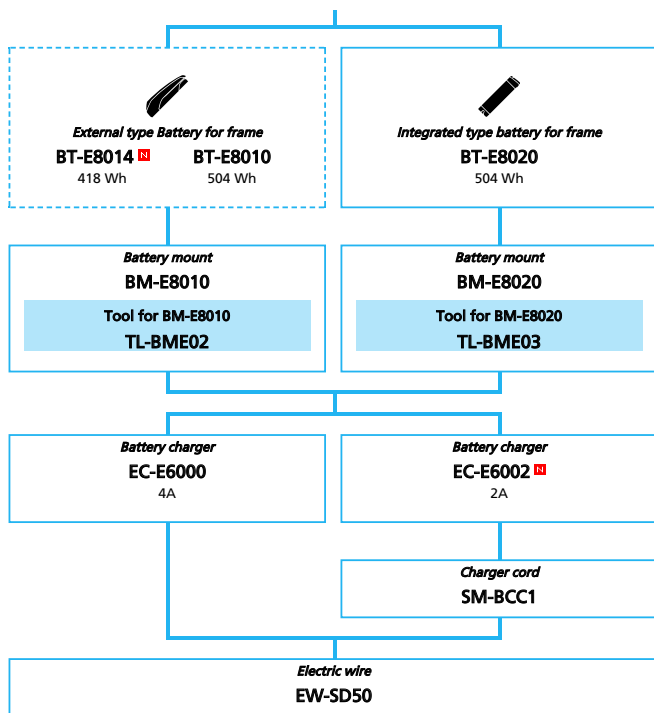 External type Battery for frame
BT-E8014 N BT-E8010
418 Wh 504 Wh
Integrated type battery for frame
BT-E8020
504 Wh
Battery mount
BM-E8010
Tool for BM-E8010
TL-BME02
Battery mount
BM-E8020
Tool for BM-E8020
TL-BME03
Battery charger
EC-E6000
4A
Battery charger
EC-E6002 N
2A
Charger cord
SM-BCC1
Electric wire
EW-SD50